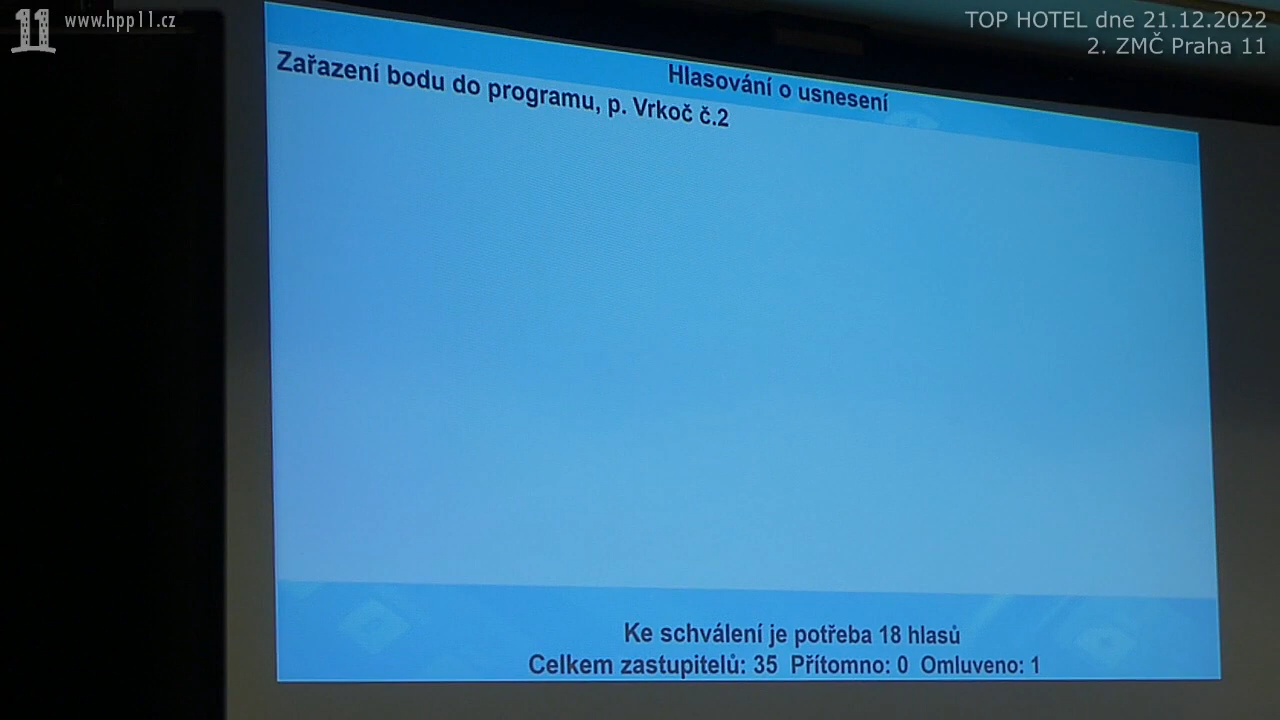 11 www.hpp11.cz
TOP HOTEL dne 21.12.2022
2. ZMČ Praha 11
Hlasování o usnesení
Zařazení bodu do programu, p. Vrkoč č.2
Ke schválení je potřeba 18 hlasů
Celkem zastupitelů: 35 Přítomno: 0 Omluveno: 1